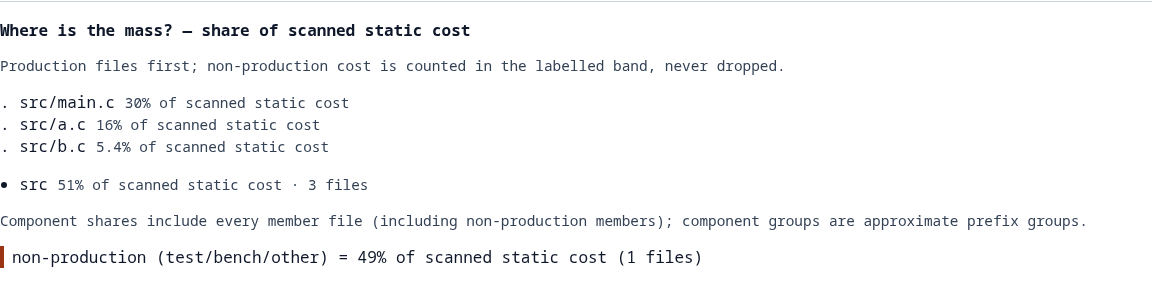 Where is the mass? — share of scanned static cost
Production files first; non-production cost is counted in the labelled band, never dropped.
. src/main.c 30% of scanned static cost
. src/a.c 16% of scanned static cost
. src/b.c 5.4% of scanned static cost
• src 51% of scanned static cost · 3 files
Component shares include every member file (including non-production members); component groups are approximate prefix groups.
non-production (test/bench/other) = 49% of scanned static cost (1 files)